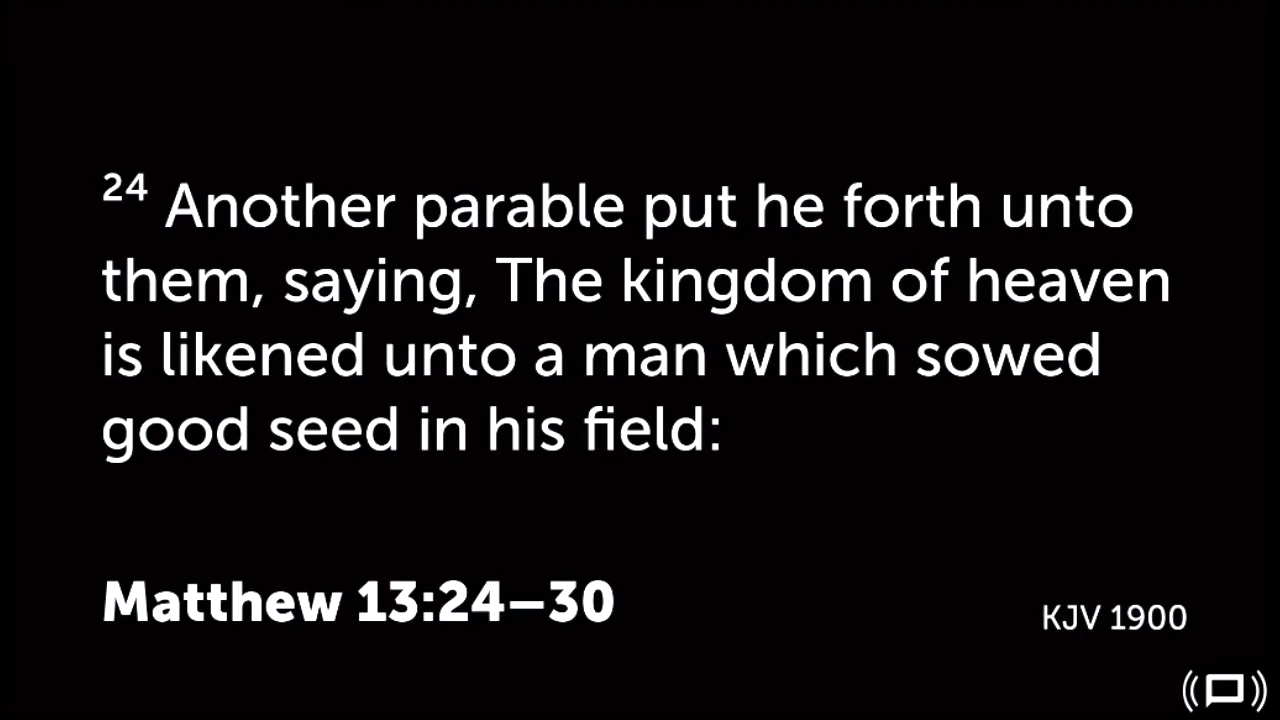 24 Another parable put he forth unto
them, saying, The kingdom of heaven
is likened unto a man which sowed
good seed in his field:
Matthew 13:24–30
KJV 1900